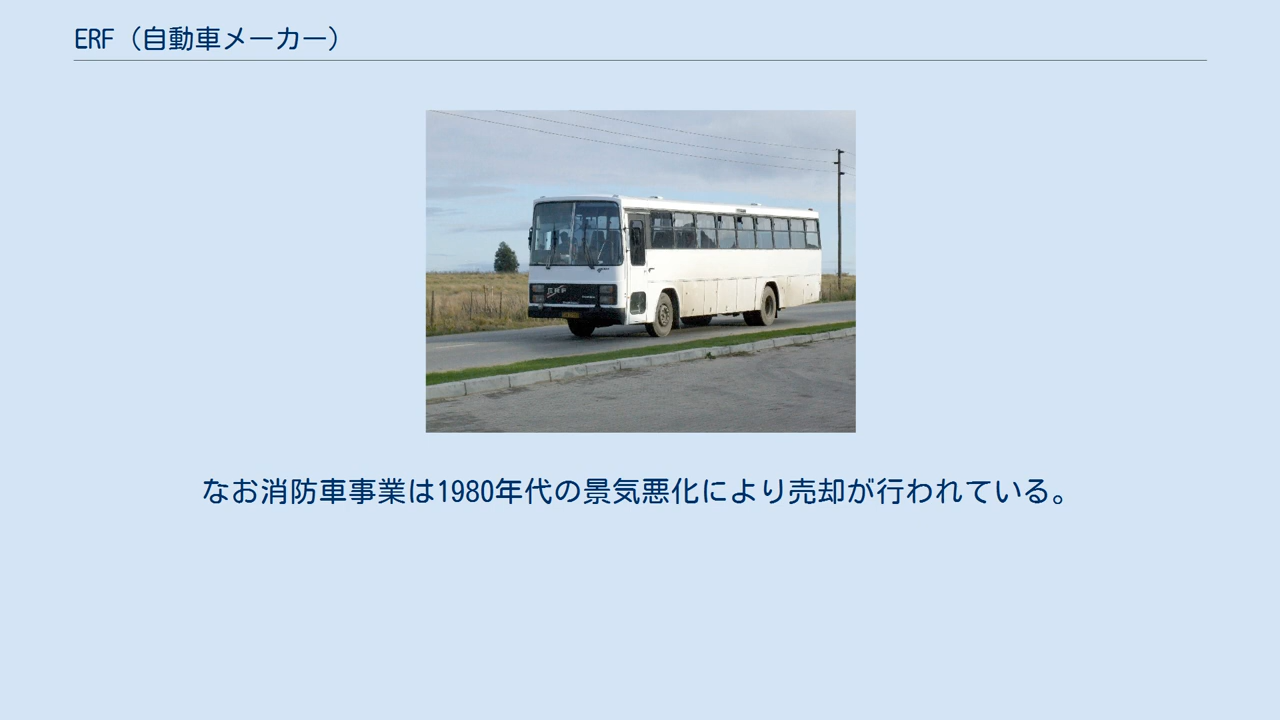 ERF（自動車メーカー）
ERF
なお消防車事業は1980年代の景気悪化により売却が行われている。